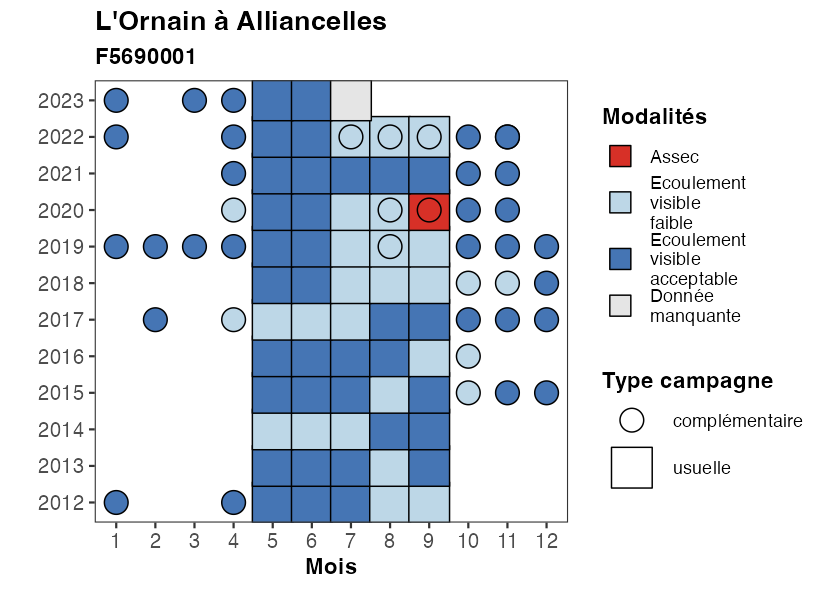 L'Ornain à Alliancelles
F5690001
2023
2022
2021
2020
2019
2018
2017
2016
2015
2014
2013
2012
1 2 3 4 5 6 7 8 9 10 11 12
Mois
Modalités
Assec
Ecoulement
visible
faible
Ecoulement
visible
acceptable
Donnée
manquante
Type campagne
complémentaire
usuelle